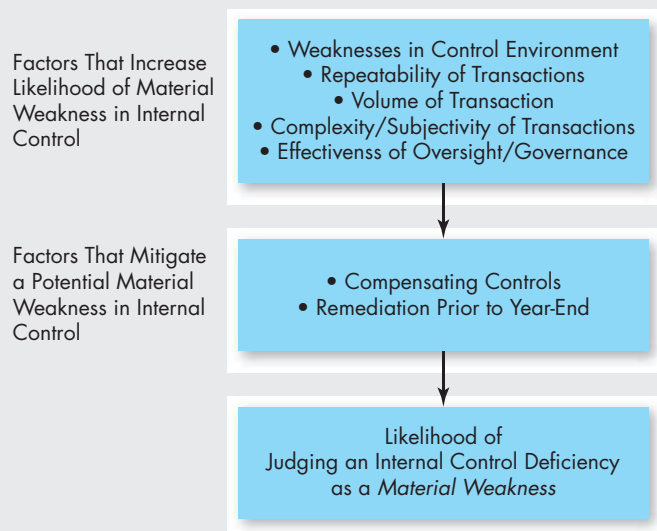 Factors That Increase
Likelihood of Material
Weakness in Internal
Control
• Weaknesses in Control Environment
• Repeatability of Transactions
• Volume of Transaction
• Complexity/Subjectivity of Transactions
• Effectivenss of Oversight/Governance
Factors That Mitigate
a Potential Material
Weakness in Internal
Control
• Compensating Controls
• Remediation Prior to Year-End
Likelihood of
Judging an Internal Control Deficiency
as a Material Weakness